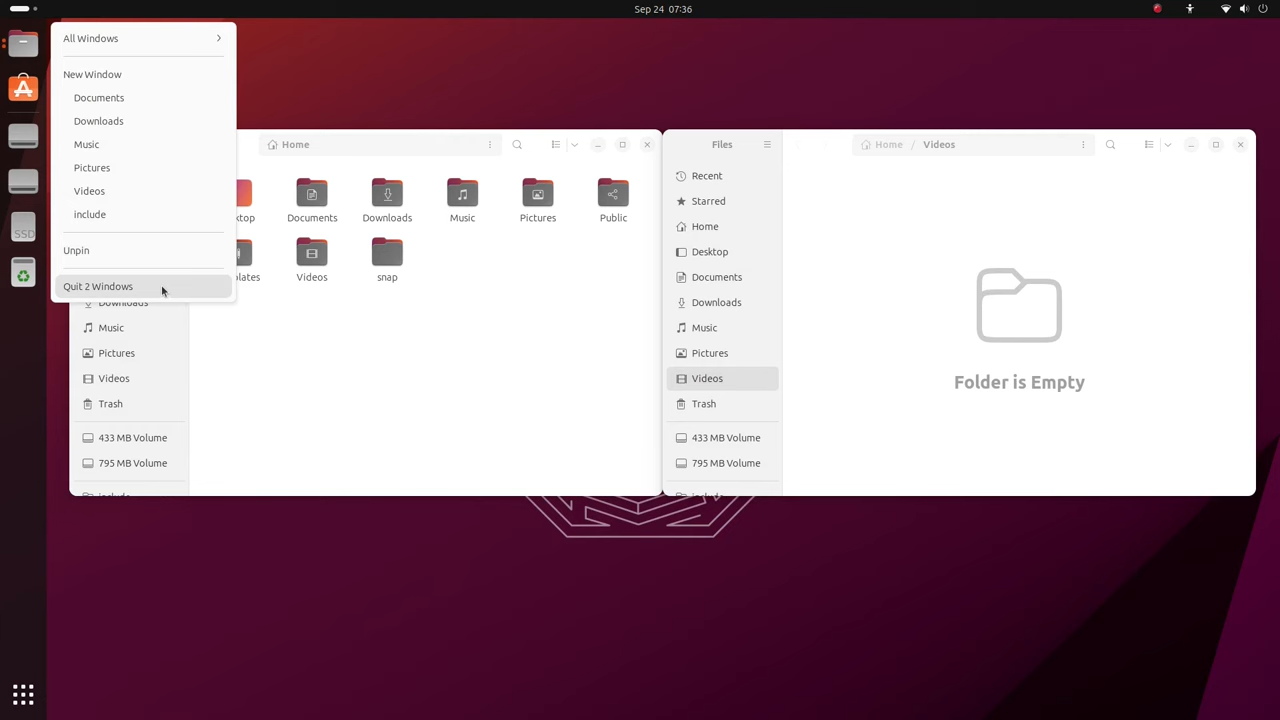 Sep 24 07:36
All Windows
New Window
Documents
Downloads
Music
Pictures
Videos
include
Unpin
Quit 2 Windows
SSD
Home
Documents
Downloads
Music
Pictures
Public
Videos
snap
Downloads
Music
Pictures
Videos
Trash
433 MB Volume
795 MB Volume
Files
Home / Videos
Recent
Starred
Home
Desktop
Documents
Downloads
Music
Pictures
Videos
Trash
433 MB Volume
795 MB Volume
Folder is Empty